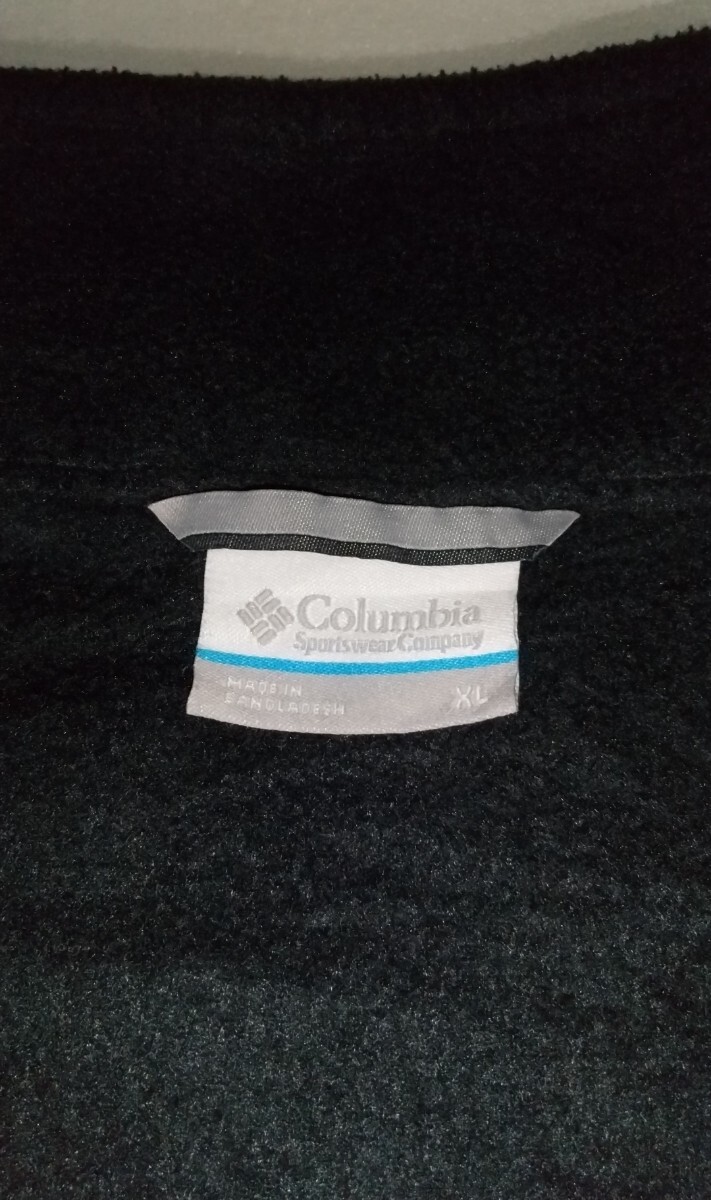 Columbia
Sportswear Company
MADE IN
BANGLADESH
XL